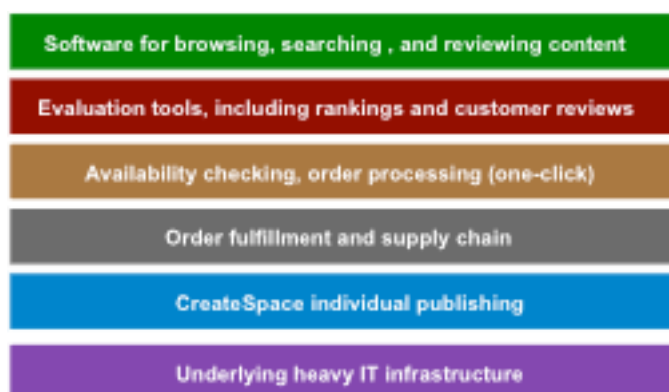 Software for browsing, searching , and reviewing content
Evaluation tools, including rankings and customer reviews
Availability checking, order processing (one-click)
Order fulfillment and supply chain
CreateSpace individual publishing
Underlying heavy IT infrastructure